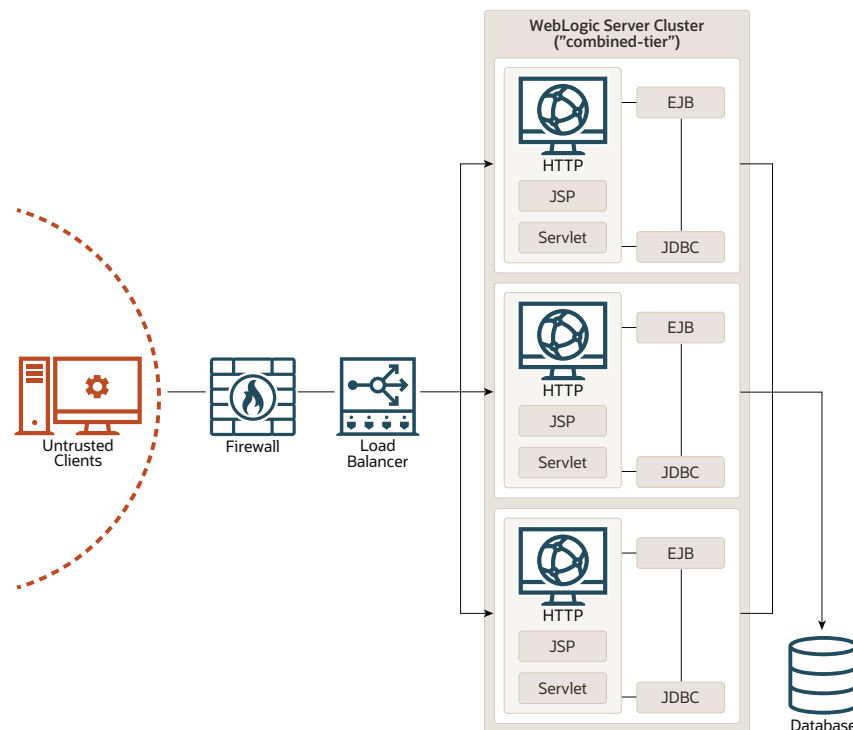 WebLogic Server Cluster
(”combined-tier”)
HTTP
JSP
Servlet
EJB
JDBC
HTTP
JSP
Servlet
EJB
JDBC
HTTP
JSP
Servlet
EJB
JDBC
Untrusted
Clients
Firewall
Load
Balancer
Database